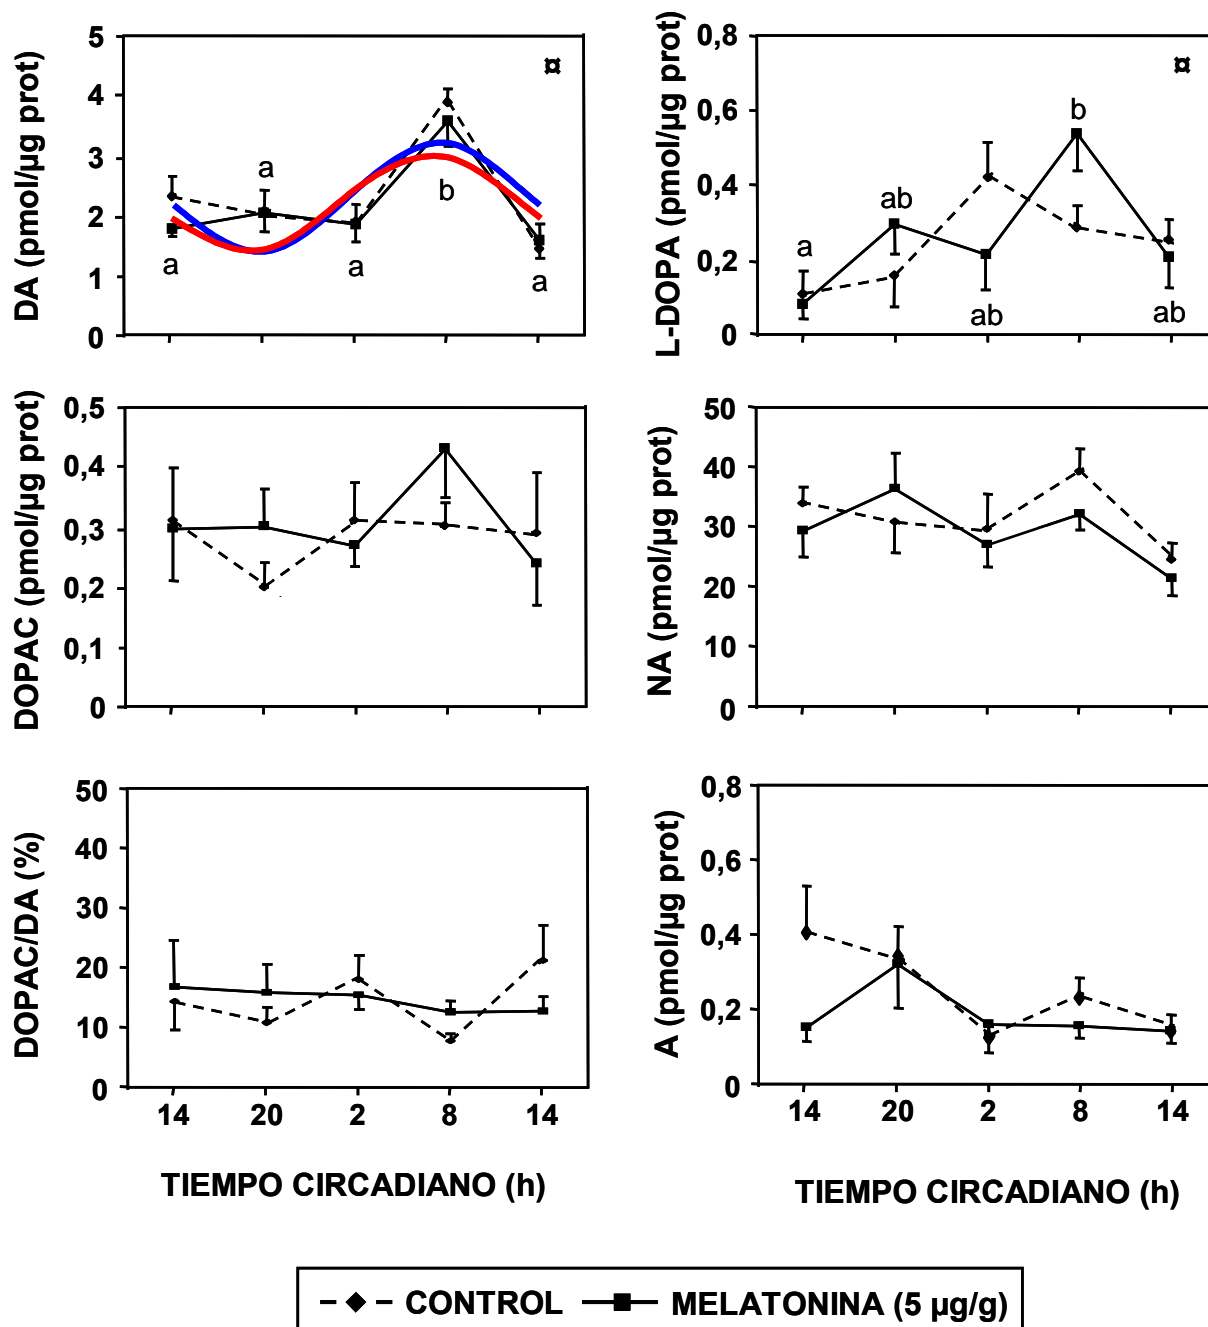 DA (pmol/µg prot)
5
4
3
2
1
0
¤
a
a
a
b
a
L-DOPA (pmol/µg prot)
0,8
0,6
0,4
0,2
0
¤
a
ab
ab
b
ab
DOPAC (pmol/µg prot)
0,5
0,4
0,3
0,2
0,1
0
NA (pmol/µg prot)
50
40
30
20
10
0
DOPAC/DA (%)
50
40
30
20
10
0
14 20 2 8 14
TIEMPO CIRCADIANO (h)
A (pmol/µg prot)
0,8
0,6
0,4
0,2
0
14 20 2 8 14
TIEMPO CIRCADIANO (h)
CONTROL MELATONINA (5 µg/g)